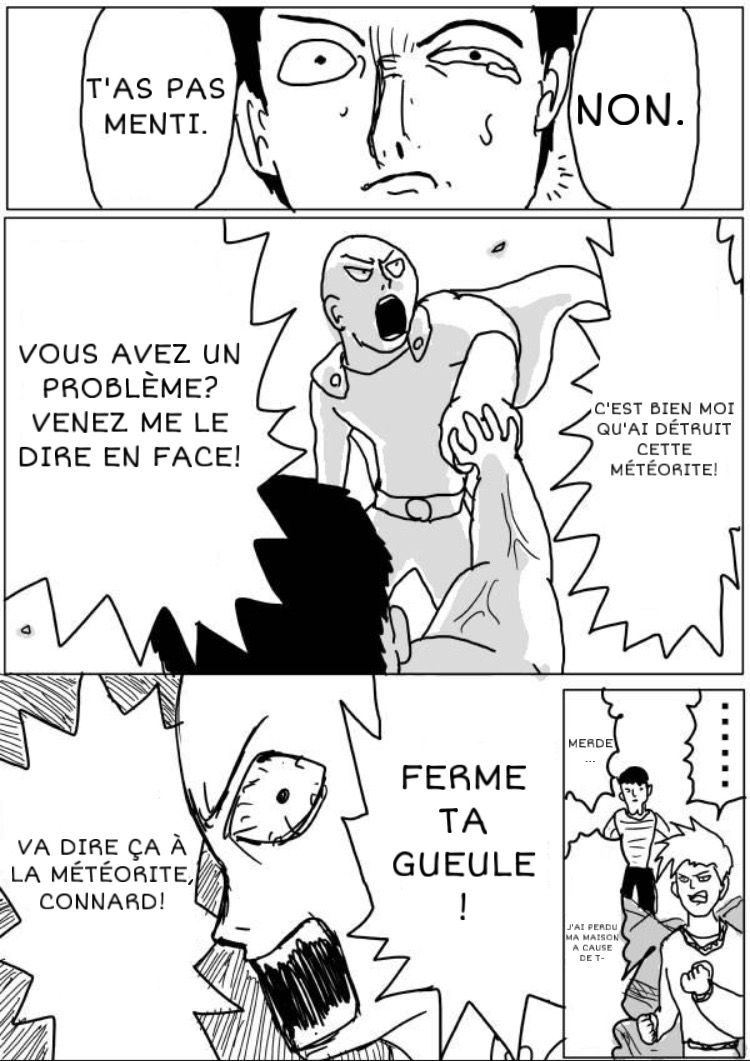 NON.
T'AS PAS
MENTI.
C'EST BIEN MOI
QU'AI DÉTRUIT
CETTE
MÉTÉORITE!
VOUS AVEZ UN
PROBLÈME?
VENEZ ME LE
DIRE EN FACE!
......
MERDE
...
J'AI PERDU
MA MAISON
A CAUSE
DE T-
FERME
TA
GUEULE
!
VA DIRE ÇA À
LA MÉTÉORITE,
CONNARD!